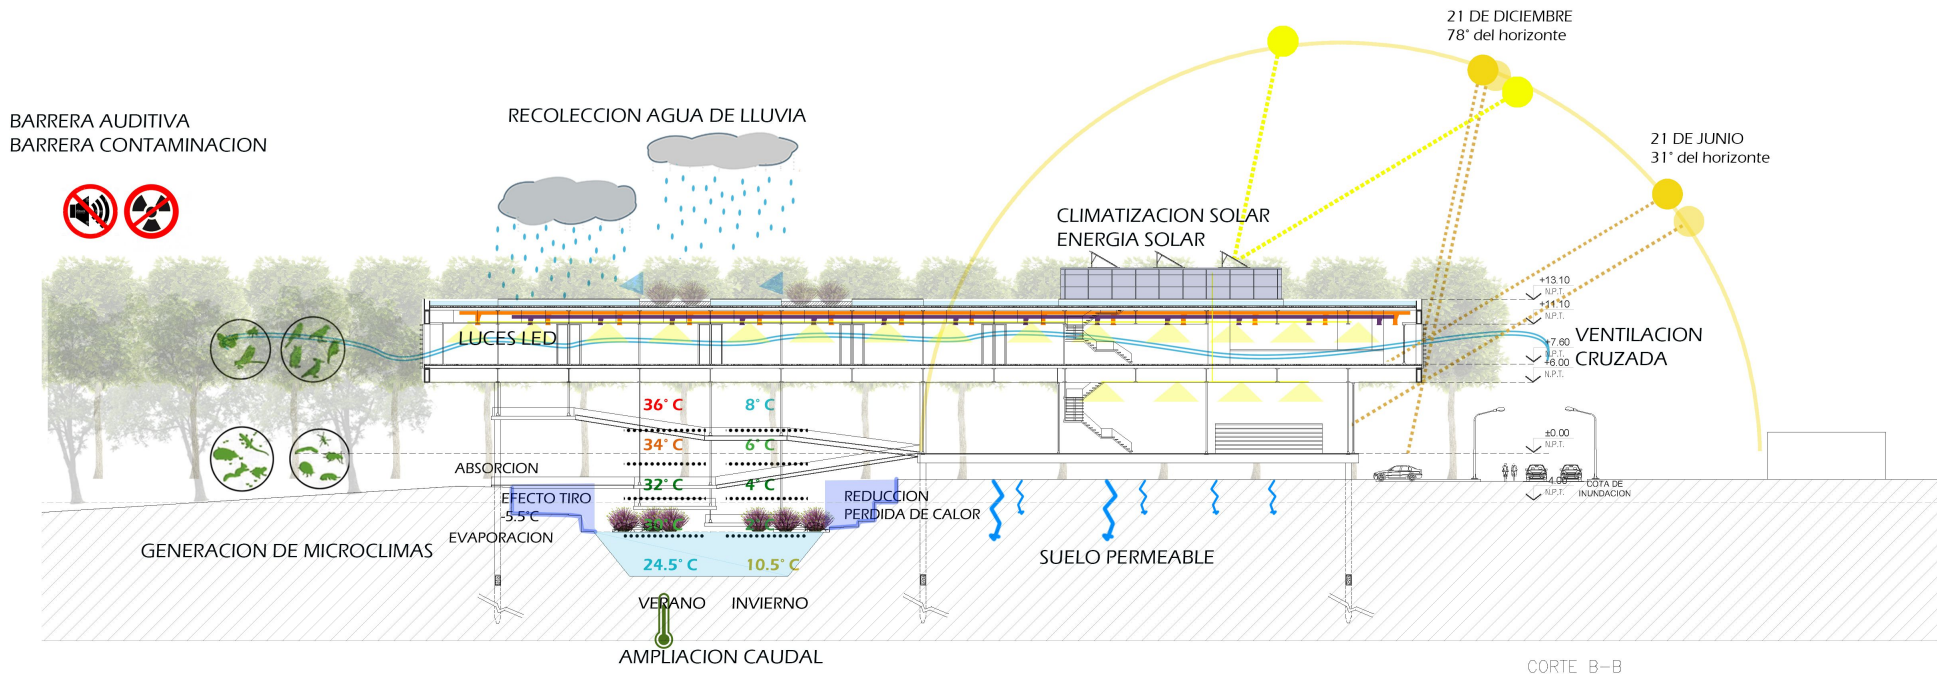 21 DE DICIEMBRE
78° del horizonte
BARRERA AUDITIVA
BARRERA CONTAMINACION
RECOLECCION AGUA DE LLUVIA
21 DE JUNIO
31° del horizonte
CLIMATIZACION SOLAR
ENERGIA SOLAR
+13.10
N.P.T.
+11.10
N.P.T.
LUCES LED
VENTILACION
CRUZADA
+7.60
N.P.T.
+6.00
N.P.T.
36° C
8° C
34° C
6° C
±0.00
N.P.T.
ABSORCION
32° C
4° C
-4.00
N.P.T.
COTA DE
INUNDACION
EFECTO TIRO
-5.5°C
REDUCCION
PERDIDA DE CALOR
EVAPORACION
GENERACION DE MICROCLIMAS
SUELO PERMEABLE
24.5° C
10.5° C
VERANO
INVIERNO
AMPLIACION CAUDAL
CORTE B-B